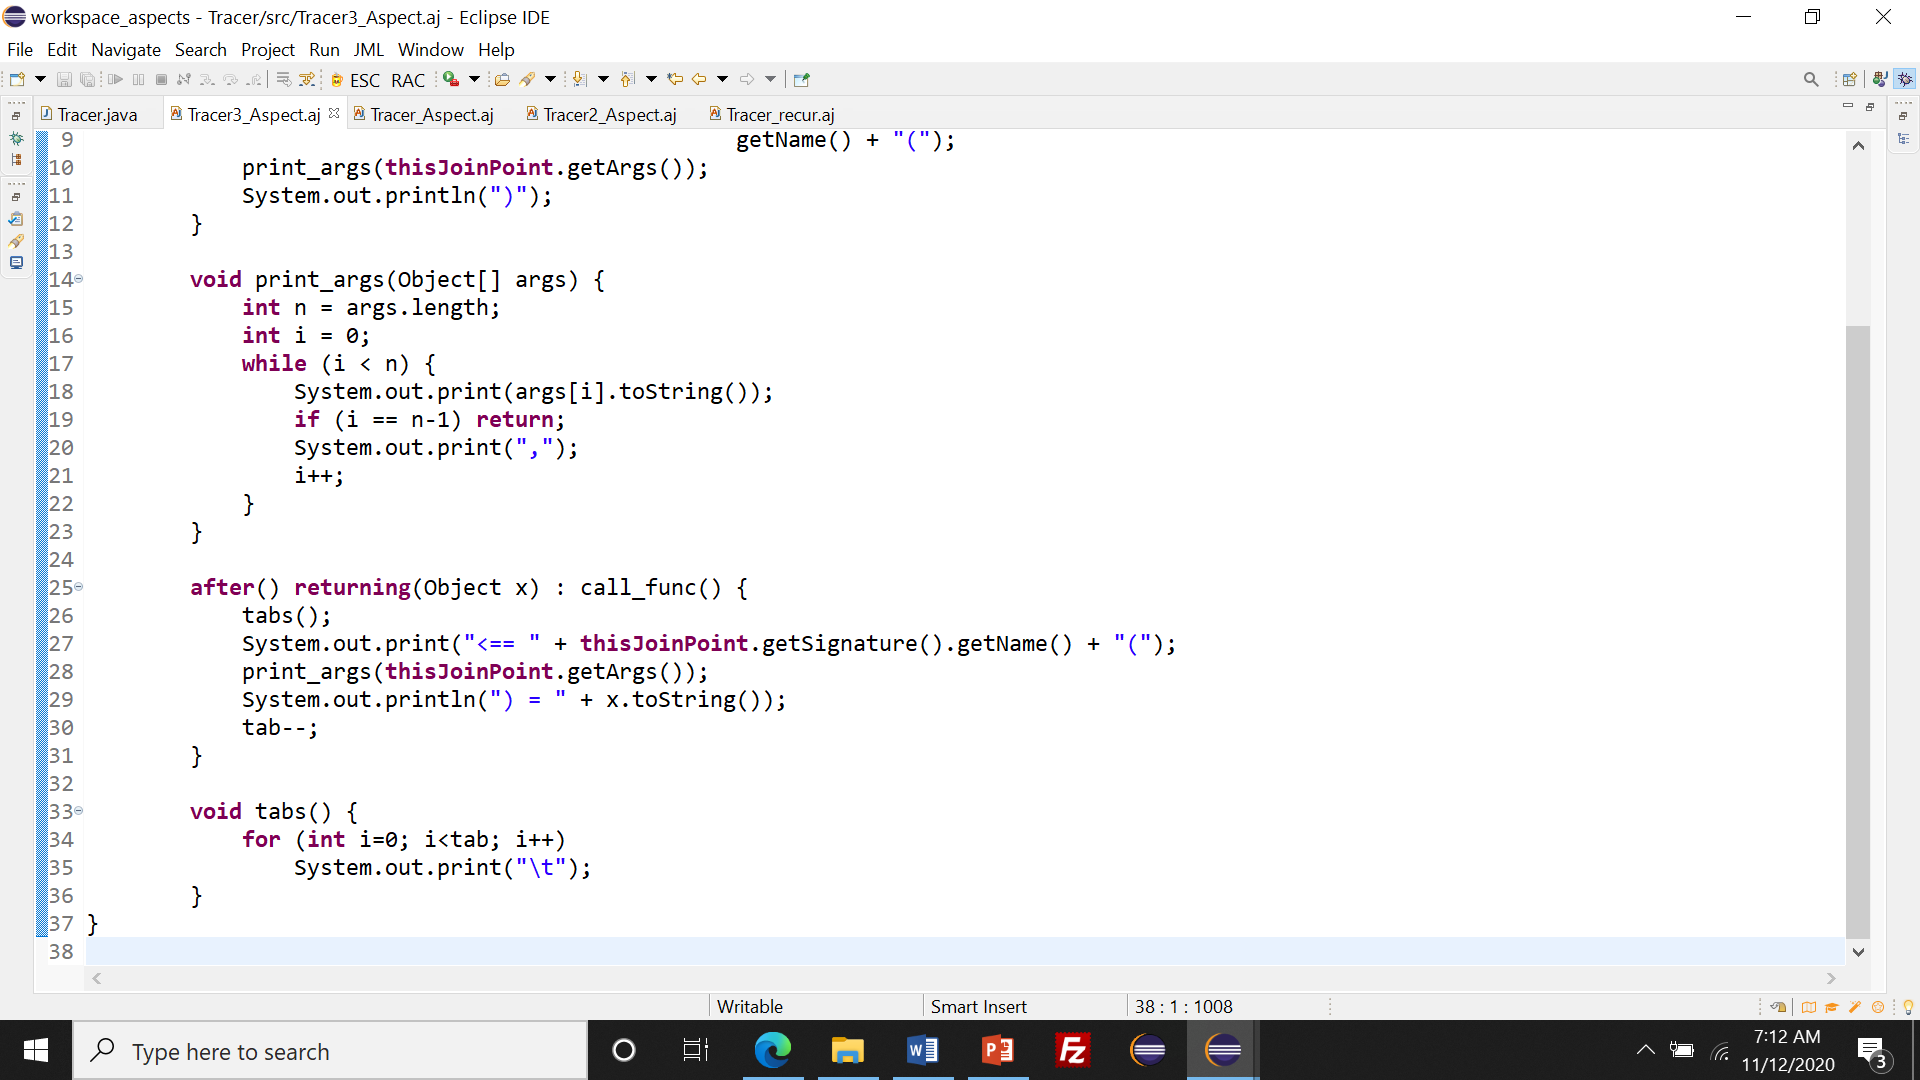 workspace_aspects - Tracer/src/Tracer3_Aspect.aj - Eclipse IDE
File Edit Navigate Search Project Run JML Window Help
ESC RAC
Tracer.java Tracer3_Aspect.aj Tracer_Aspect.aj Tracer2_Aspect.aj Tracer_recur.aj
9 getName() + "(");
10 print_args(thisJoinPoint.getArgs());
11 System.out.println(")");
12 }
13
14 void print_args(Object[] args) {
15 int n = args.length;
16 int i = 0;
17 while (i < n) {
18 System.out.print(args[i].toString());
19 if (i == n-1) return;
20 System.out.print(",");
21 i++;
22 }
23 }
24
25 after() returning(Object x) : call_func() {
26 tabs();
27 System.out.print("<== " + thisJoinPoint.getSignature().getName() + "(");
28 print_args(thisJoinPoint.getArgs());
29 System.out.println(") = " + x.toString());
30 tab--;
31 }
32
33 void tabs() {
34 for (int i=0; i<tab; i++)
35 System.out.print("\t");
36 }
37 }
38
Writable Smart Insert 38 : 1 : 1008
Type here to search
7:12 AM
11/12/2020
3